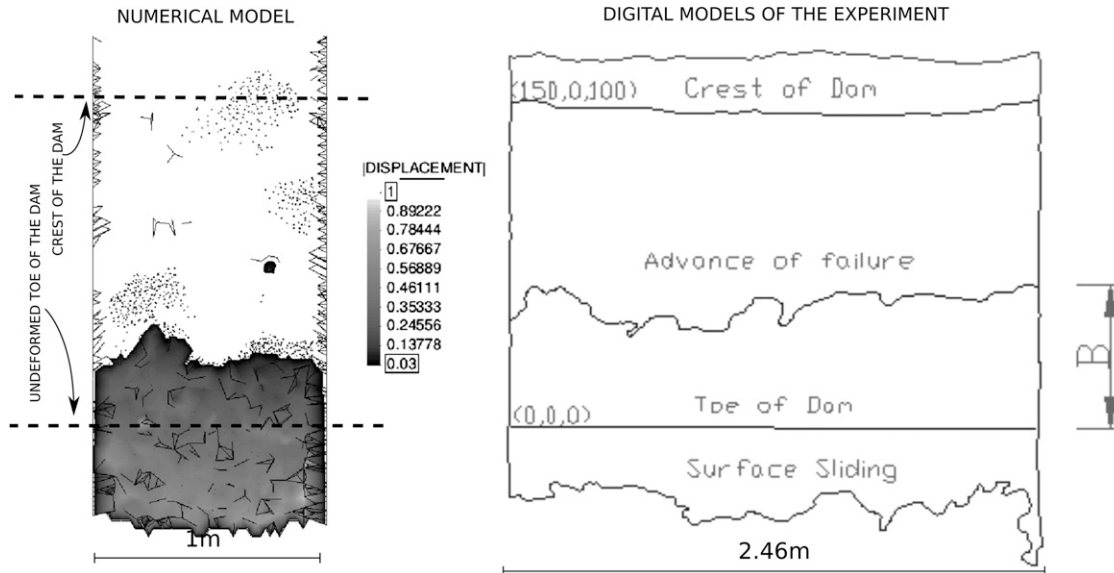 NUMERICAL MODEL
UNDEFORMED TOE OF THE DAM
CREST OF THE DAM
|DISPLACEMENT|
1
0.89222
0.78444
0.67667
0.56889
0.46111
0.35333
0.24556
0.13778
0.03
1m
DIGITAL MODELS OF THE EXPERIMENT
(150,0,100) Crest of Dam
Advance of failure
B
(0,0,0) Toe of Dam
Surface Sliding
2.46m